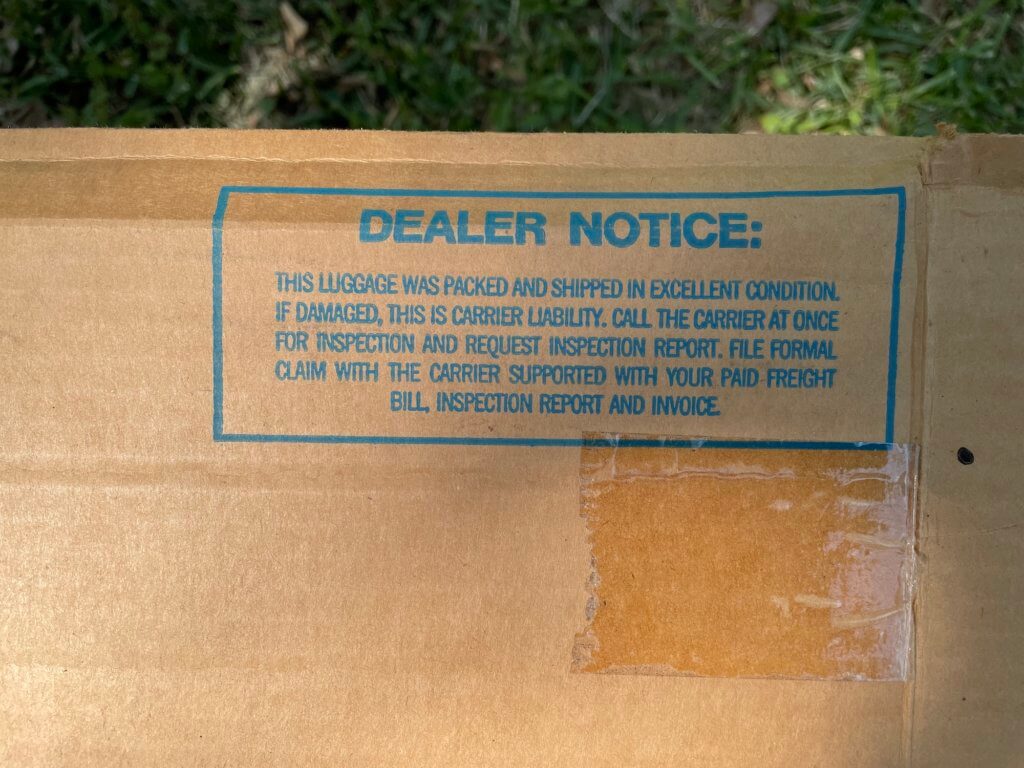 DEALER NOTICE:
THIS LUGGAGE WAS PACKED AND SHIPPED IN EXCELLENT CONDITION.
IF DAMAGED, THIS IS CARRIER LIABILITY. CALL THE CARRIER AT ONCE
FOR INSPECTION AND REQUEST INSPECTION REPORT. FILE FORMAL
CLAIM WITH THE CARRIER SUPPORTED WITH YOUR PAID FREIGHT
BILL, INSPECTION REPORT AND INVOICE.